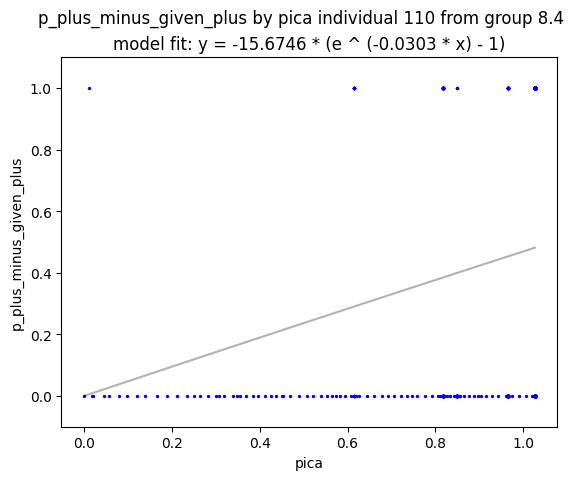 p_plus_minus_given_plus by pica individual 110 from group 8.4
model fit: y = -15.6746 * (e ^ (-0.0303 * x) - 1)
1.0
0.8
0.6
0.4
0.2
0.0
p_plus_minus_given_plus
0.0 0.2 0.4 0.6 0.8 1.0
pica